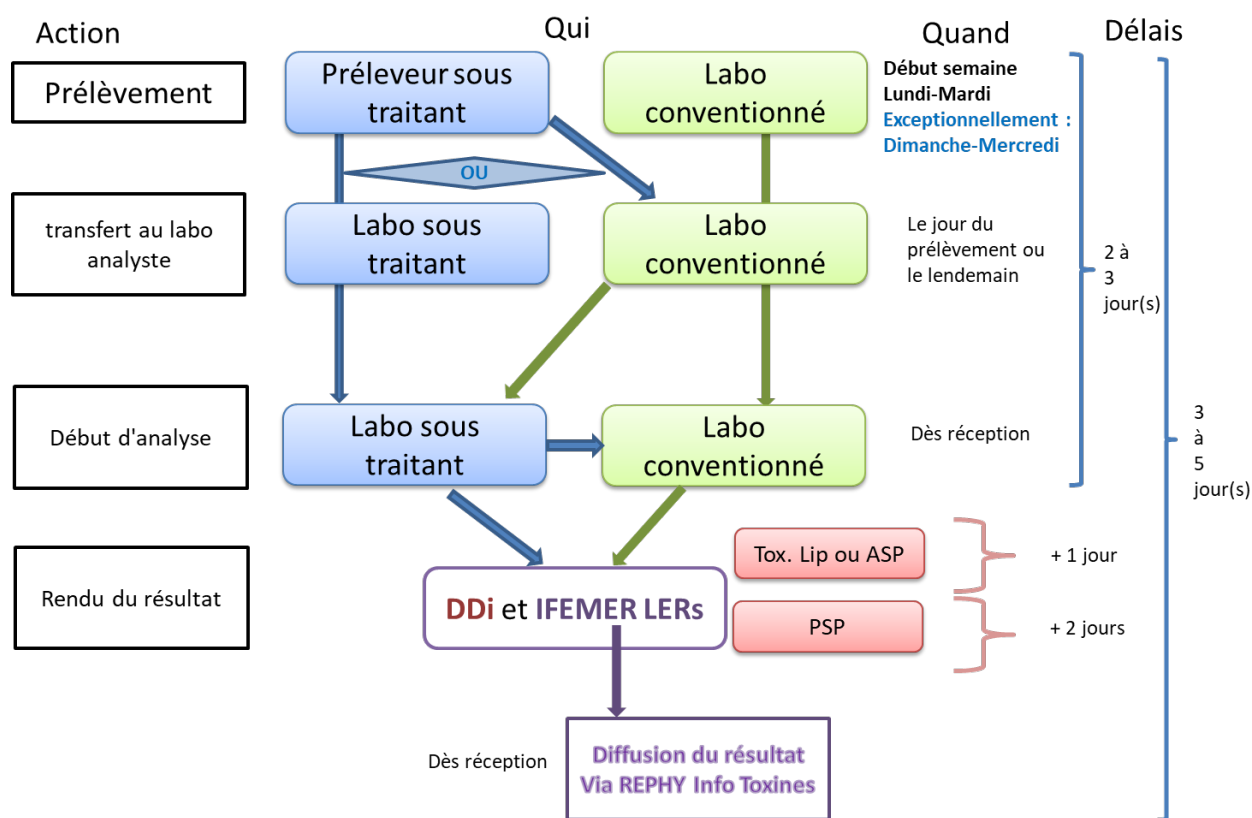 Action
Qui
Quand
Délais
Prélèvement
Préleveur sous
traitant
Labo
conventionné
Début semaine
Lundi-Mardi
Exceptionnellement :
Dimanche-Mercredi
OU
transfert au labo
analyste
Labo sous
traitant
Labo
conventionné
Le jour du
prélèvement ou
le lendemain
2 à
3
jour(s)
Début d'analyse
Labo sous
traitant
Labo
conventionné
Dès réception
3
à
5
jour(s)
Rendu du résultat
DDi et IFEMER LERs
Tox. Lip ou ASP
+ 1 jour
PSP
+ 2 jours
Dès réception
Diffusion du résultat
Via REPHY Info Toxines